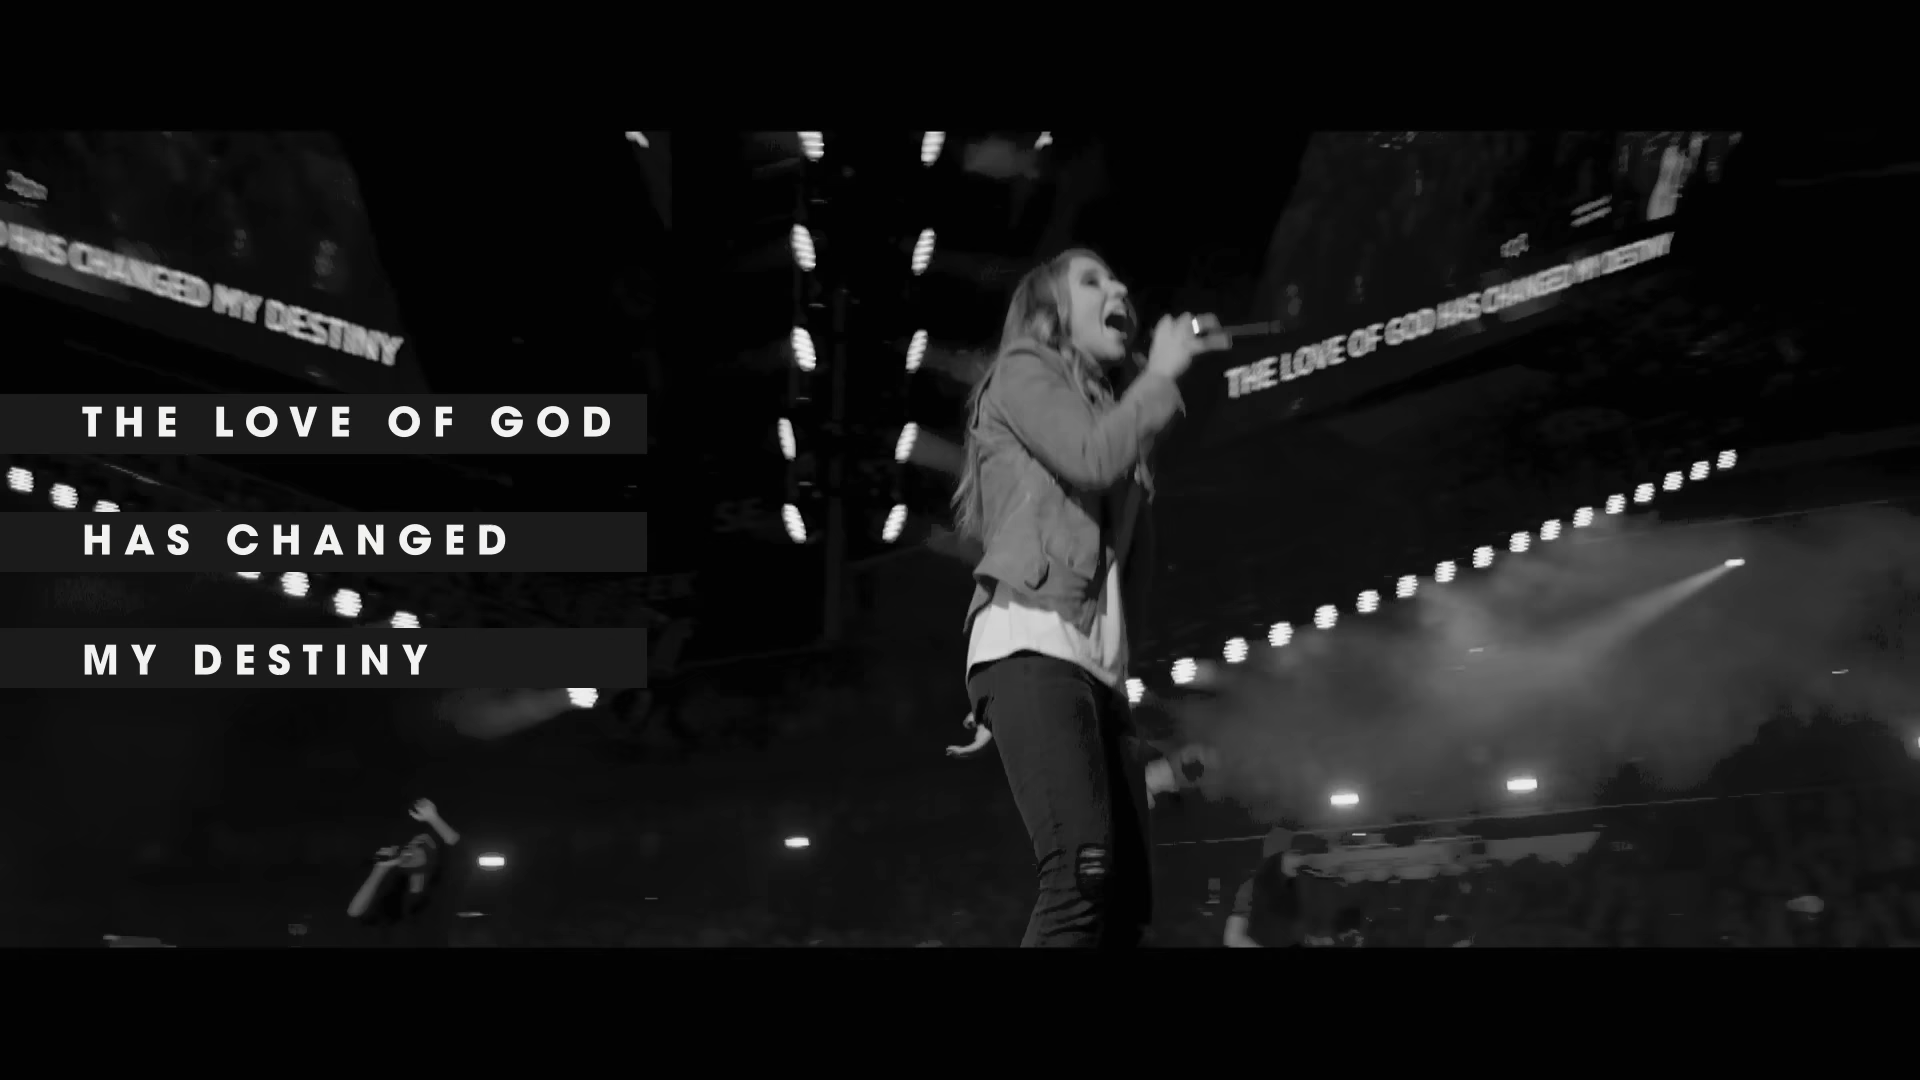 HAS CHANGED MY DESTINY
THE LOVE OF GOD HAS CHANGED MY DESTINY
THE LOVE OF GOD
HAS CHANGED
MY DESTINY